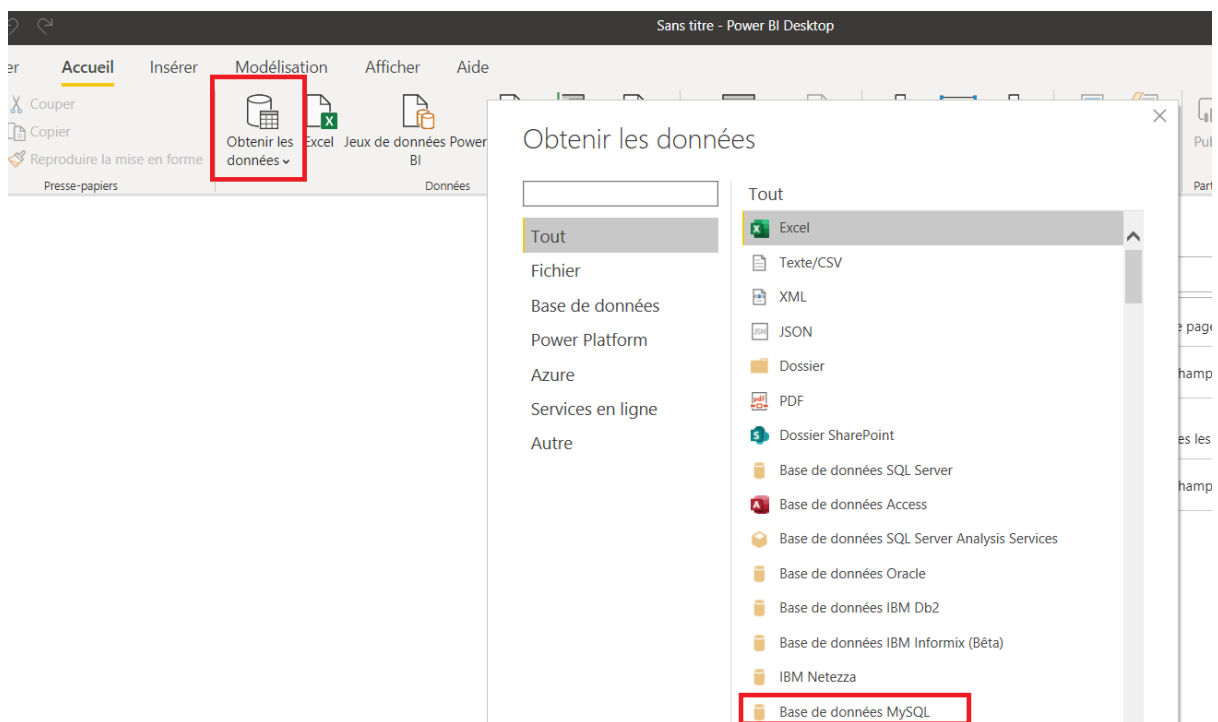 Sans titre - Power BI Desktop
er Accueil Insérer Modélisation Afficher Aide
Couper
Copier
Reproduire la mise en forme
Presse-papiers
Obtenir les
données
Excel
Jeux de données Power
BI
Données
Pub
Part
Obtenir les données
Tout
Fichier
Base de données
Power Platform
Azure
Services en ligne
Autre
Tout
Excel
Texte/CSV
XML
JSON
Dossier
PDF
Dossier SharePoint
Base de données SQL Server
Base de données Access
Base de données SQL Server Analysis Services
Base de données Oracle
Base de données IBM Db2
Base de données IBM Informix (Bêta)
IBM Netezza
Base de données MySQL
e page
hamp
es les
hamp